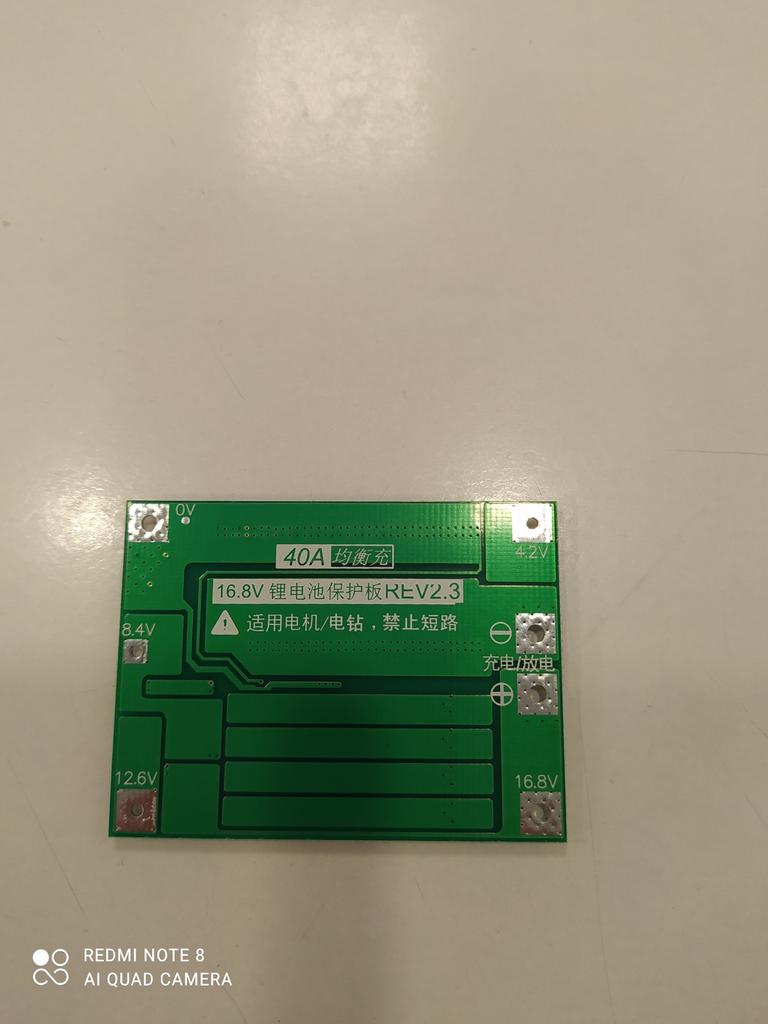 0V
4.2V
40A 均衡充
16.8V 锂电池保护板REV2.3
适用电机/电钻，禁止短路
8.4V
充电/放电
12.6V
16.8V
REDMI NOTE 8
AI QUAD CAMERA